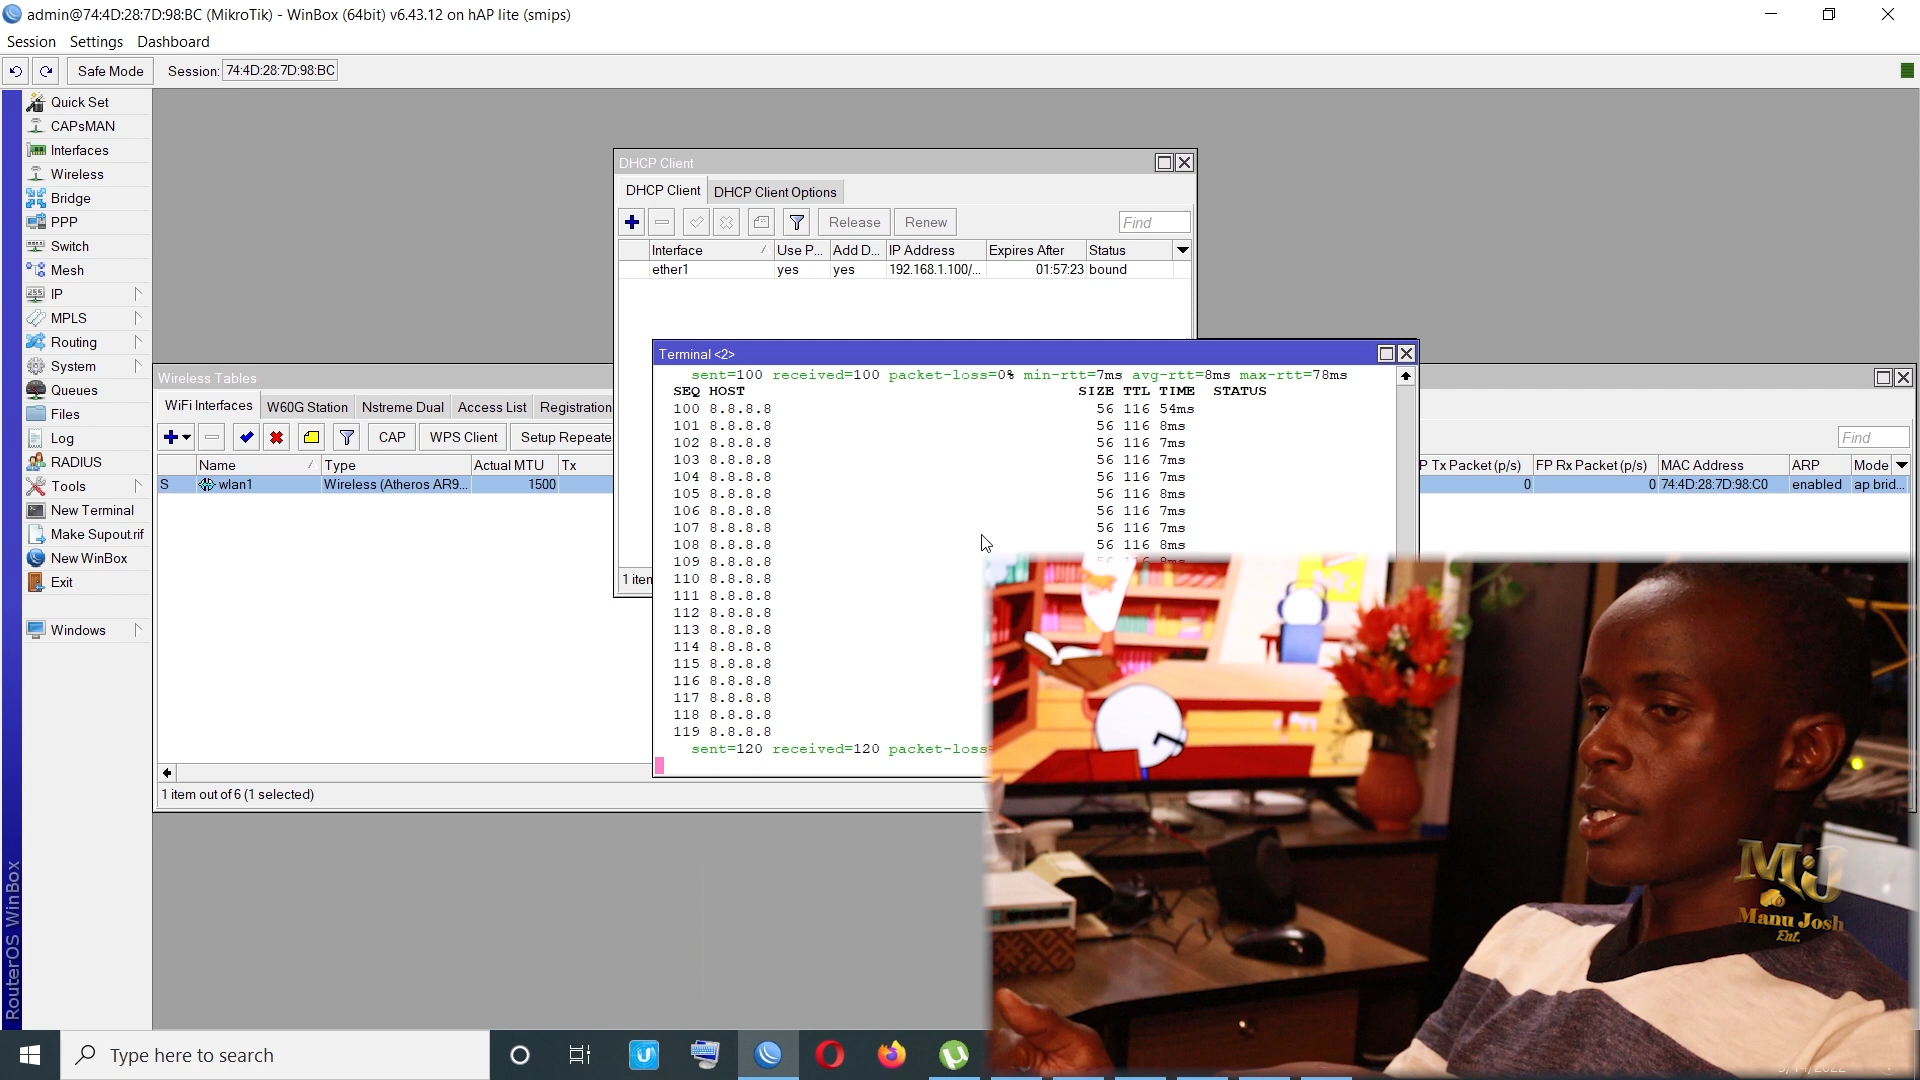 admin@74:4D:28:7D:98:BC (MikroTik) - WinBox (64bit) v6.43.12 on hAP lite (smips)
Session Settings Dashboard
Safe Mode Session: 74:4D:28:7D:98:BC
Quick Set
CAPsMAN
Interfaces
Wireless
Bridge
PPP
Switch
Mesh
IP
MPLS
Routing
System
Queues
Files
Log
RADIUS
Tools
New Terminal
Make Supout.rif
New WinBox
Exit
Windows
RouterOS WinBox
DHCP Client
DHCP Client DHCP Client Options
Release Renew Find
Interface Use P... Add D... IP Address Expires After Status
ether1 yes yes 192.168.1.100/... 01:57:23 bound
1 item
Wireless Tables
WiFi Interfaces W60G Station Nstreme Dual Access List Registration
CAP WPS Client Setup Repeate
Find
Name Type Actual MTU Tx
P Tx Packet (p/s) FP Rx Packet (p/s) MAC Address ARP Mode
S wlan1 Wireless (Atheros AR9... 1500
0 0 74:4D:28:7D:98:C0 enabled ap brid...
1 item out of 6 (1 selected)
Terminal <2>
sent=100 received=100 packet-loss=0% min-rtt=7ms avg-rtt=8ms max-rtt=78ms
SEQ HOST SIZE TTL TIME STATUS
100 8.8.8.8 56 116 54ms
101 8.8.8.8 56 116 8ms
102 8.8.8.8 56 116 7ms
103 8.8.8.8 56 116 7ms
104 8.8.8.8 56 116 7ms
105 8.8.8.8 56 116 8ms
106 8.8.8.8 56 116 7ms
107 8.8.8.8 56 116 7ms
108 8.8.8.8 56 116 8ms
109 8.8.8.8 56 116 8ms
110 8.8.8.8
111 8.8.8.8
112 8.8.8.8
113 8.8.8.8
114 8.8.8.8
115 8.8.8.8
116 8.8.8.8
117 8.8.8.8
118 8.8.8.8
119 8.8.8.8
sent=120 received=120 packet-loss=
MJ
Manu Josh
Ent.
Type here to search